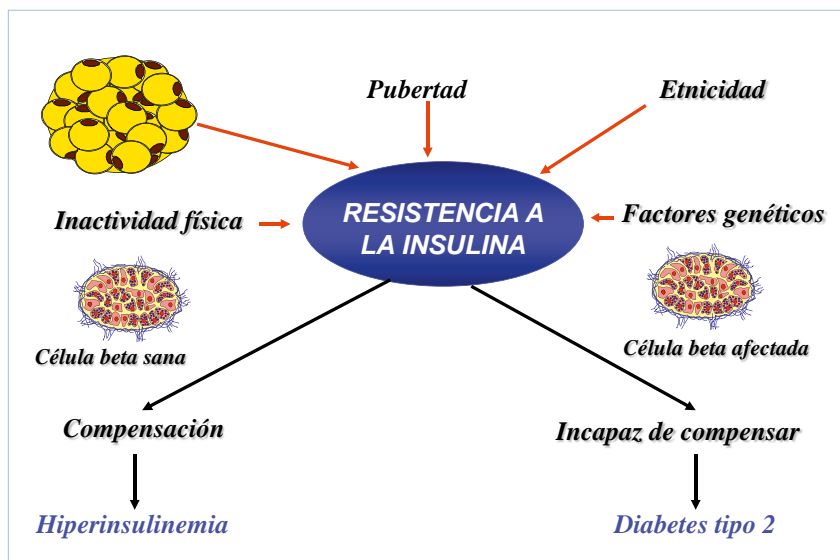 Pubertad
Etnicidad
Inactividad física
RESISTENCIA A
LA INSULINA
Factores genéticos
Célula beta sana
Célula beta afectada
Compensación
Incapaz de compensar
Hiperinsulinemia
Diabetes tipo 2